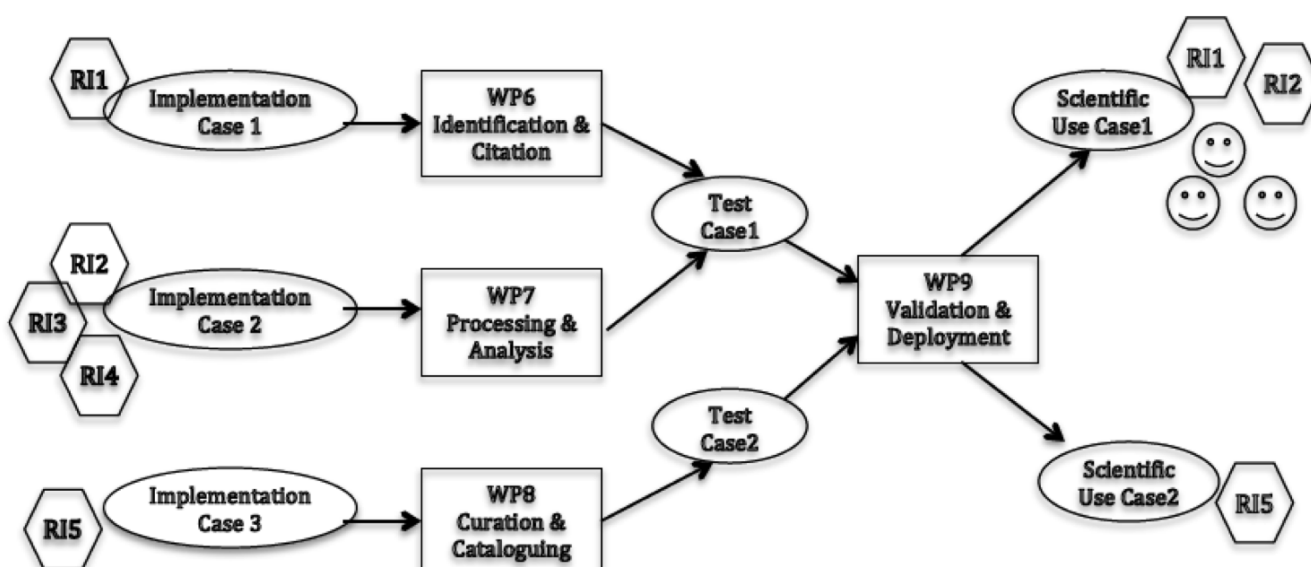 RI1
Implementation
Case 1
WP6
Identification &
Citation
RI2
RI3
RI4
Implementation
Case 2
WP7
Processing &
Analysis
RI5
Implementation
Case 3
WP8
Curation &
Cataloguing
Test
Case1
Test
Case2
WP9
Validation &
Deployment
Scientific
Use Case1
RI1
RI2
Scientific
Use Case2
RI5